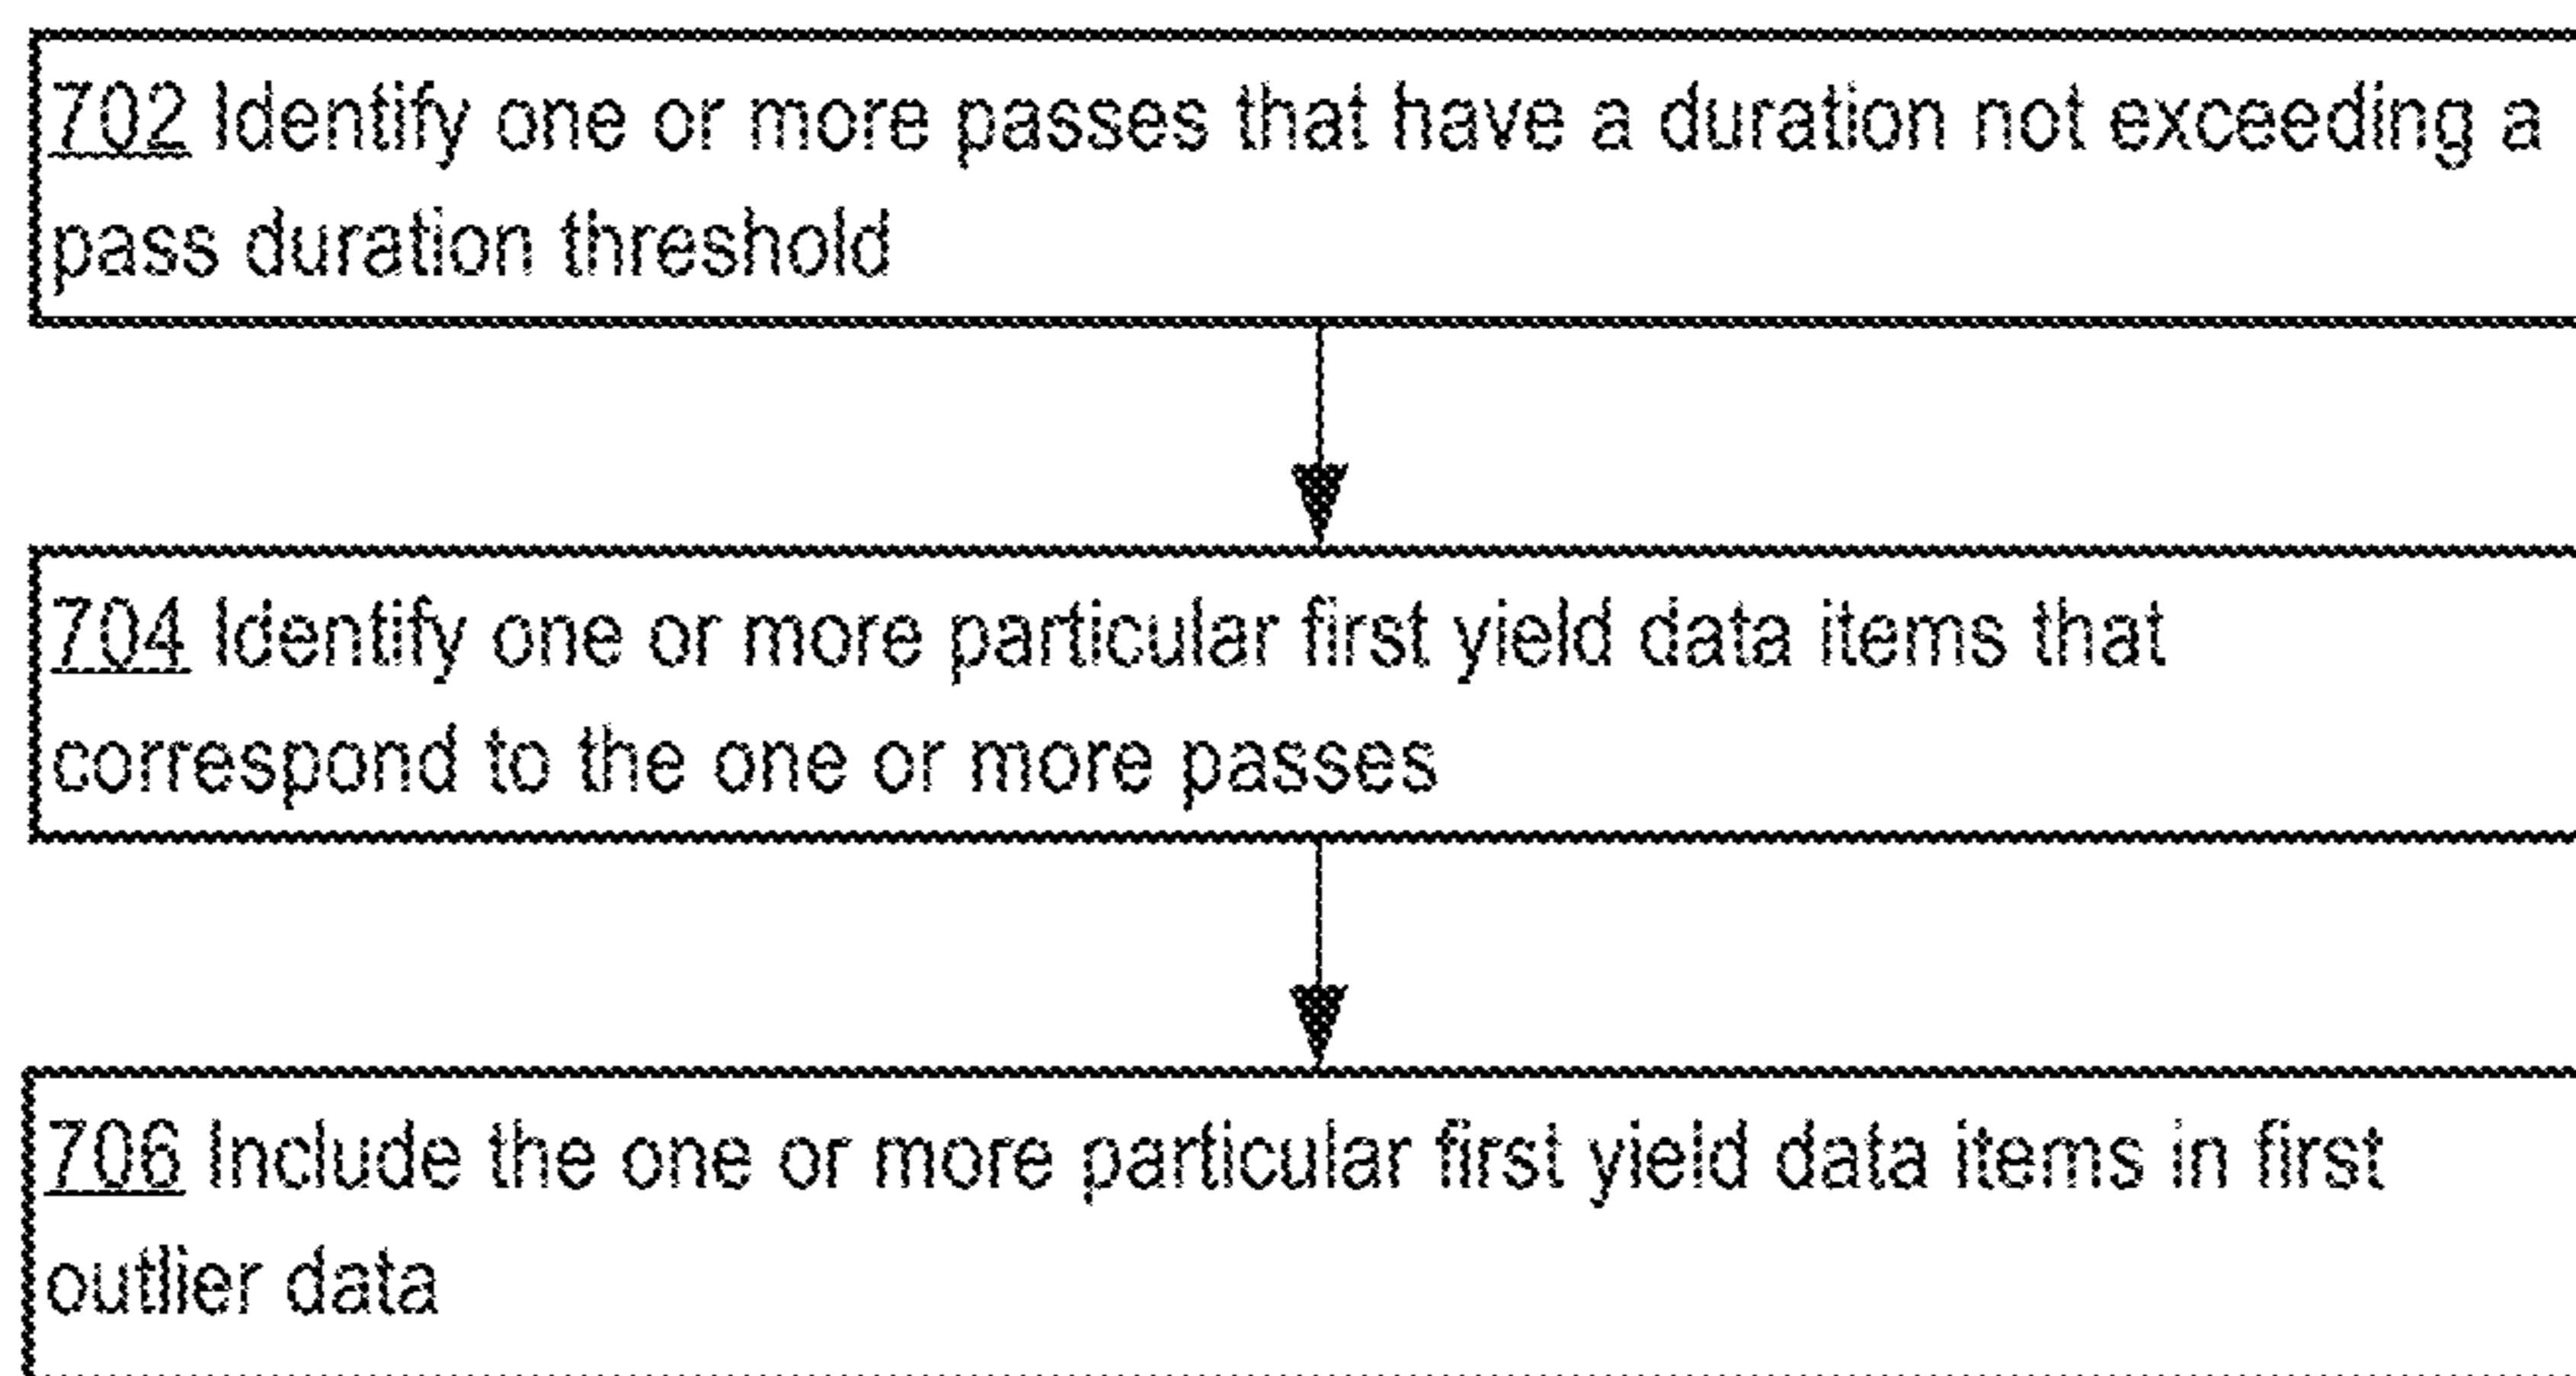 702 Identify one or more passes that have a duration not exceeding a
pass duration threshold
704 Identify one or more particular first yield data items that
correspond to the one or more passes
706 Include the one or more particular first yield data items in first
outlier data